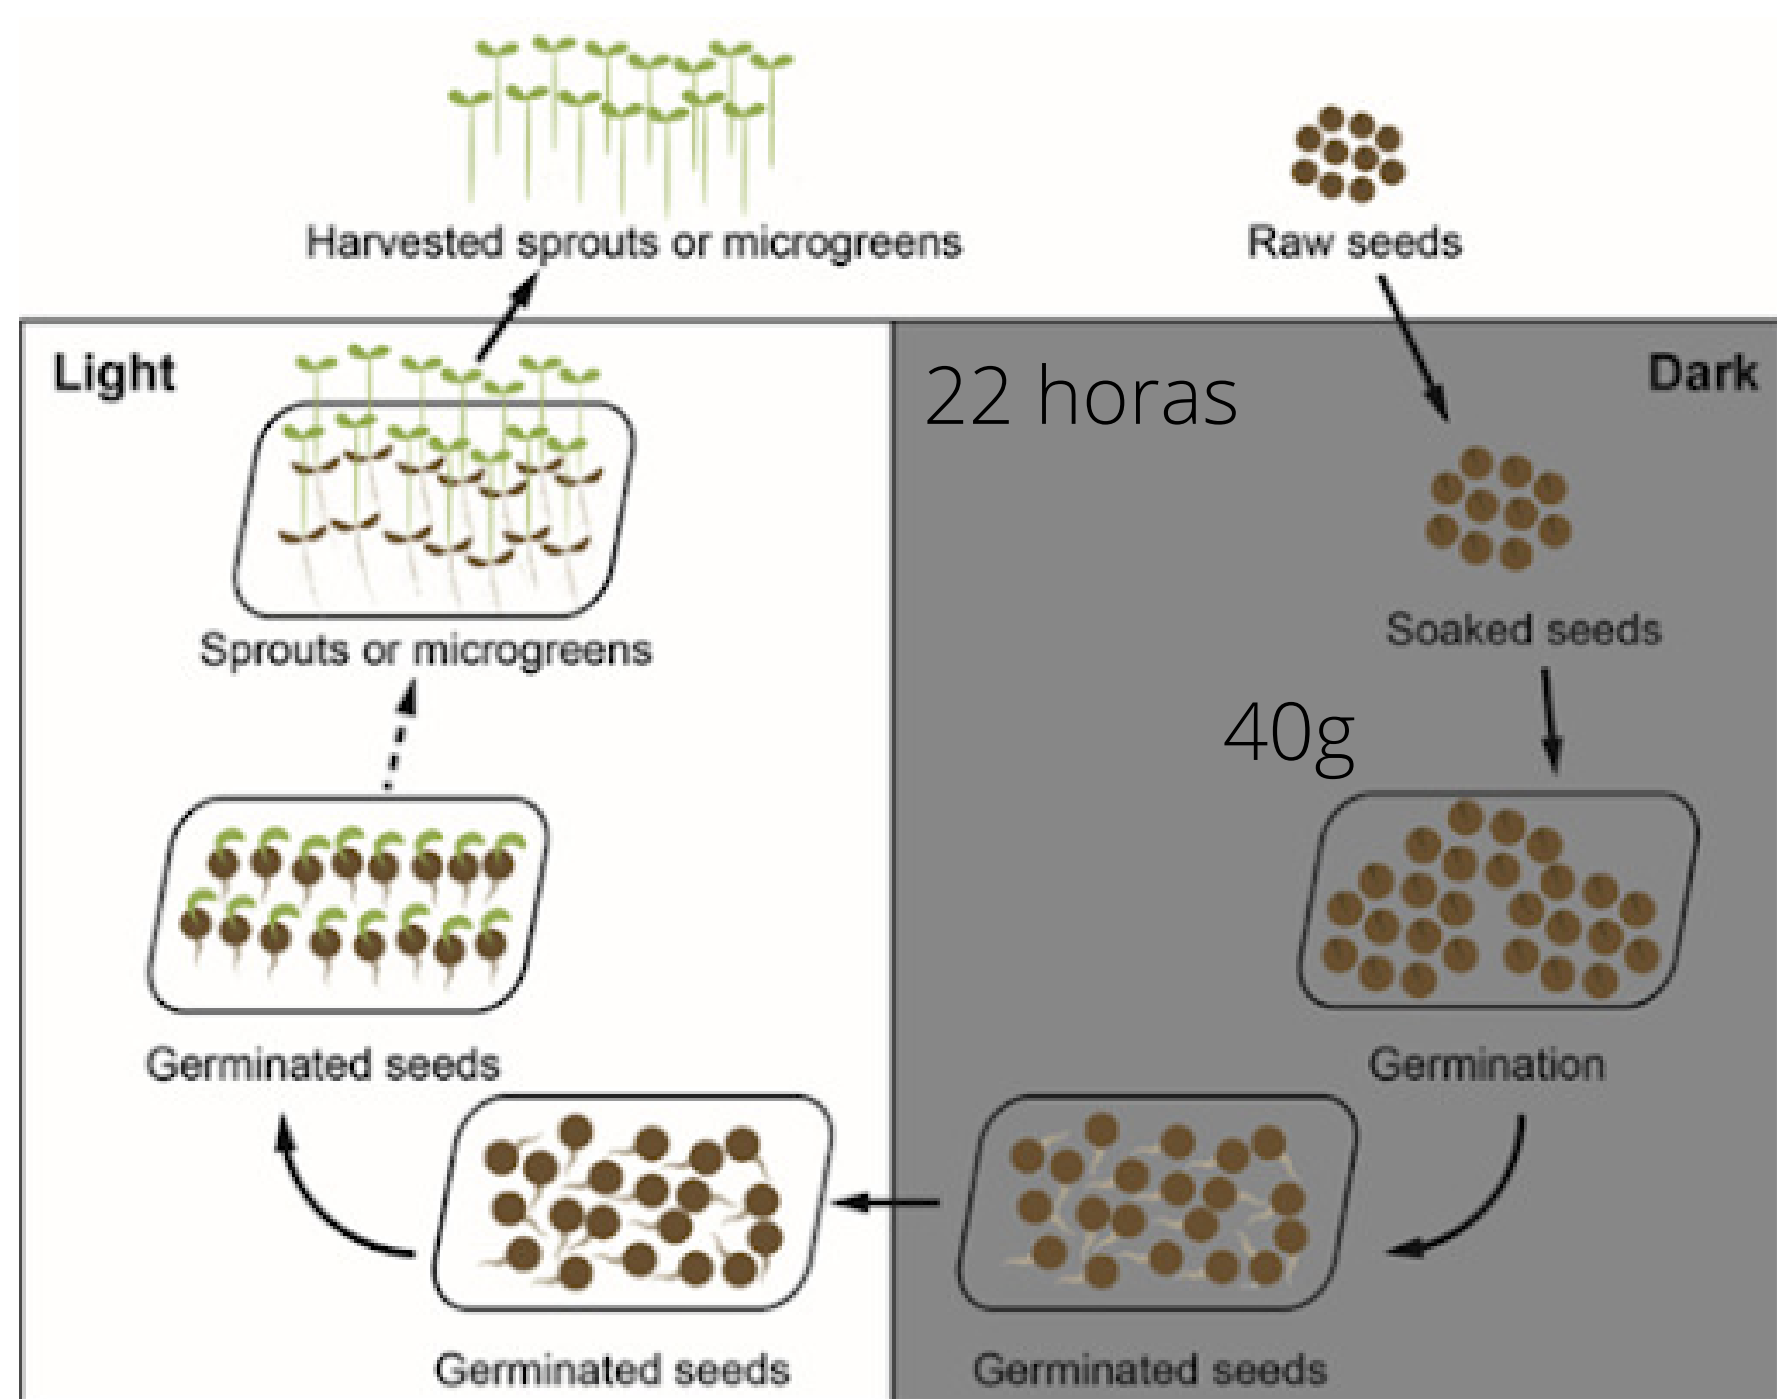 Harvested sprouts or microgreens
Raw seeds
Light
22 horas
Dark
Soaked seeds
Sprouts or microgreens
40g
Germinated seeds
Germination
Germinated seeds
Germinated seeds